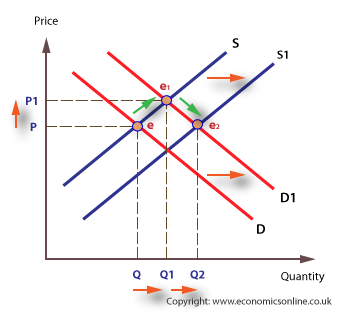 Price
S
S1
P1
e1
P
e
e2
D1
D
Q Q1 Q2
Quantity
Copyright: www.economicsonline.co.uk